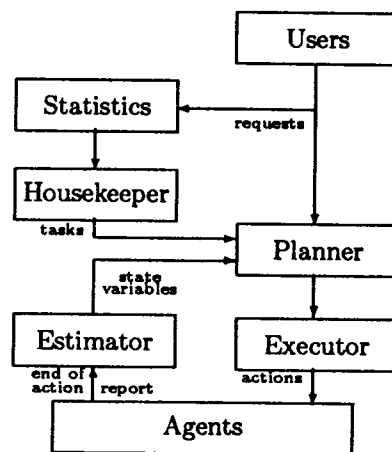 Users
Statistics
requests
Housekeeper
tasks
Planner
state
variables
Estimator
Executor
end of
action
report
actions
Agents